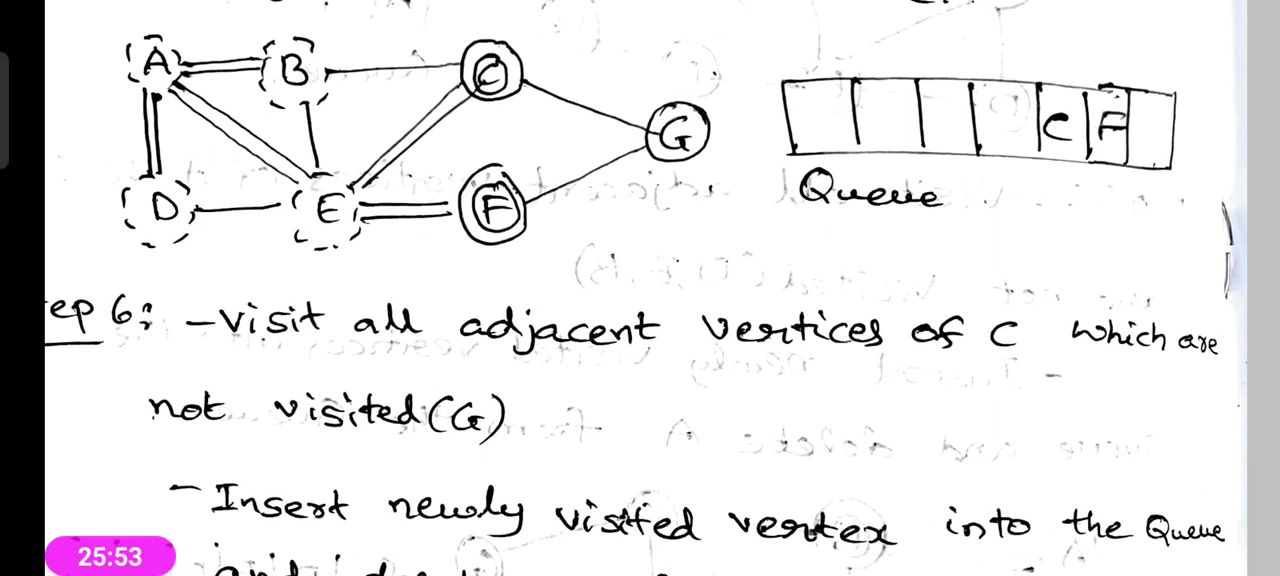 A B C
G
C F
D E F
Queue
ep 6: - visit all adjacent vertices of C which are
not visited (G)
- Insert newly visited vertex into the Queue
25:53